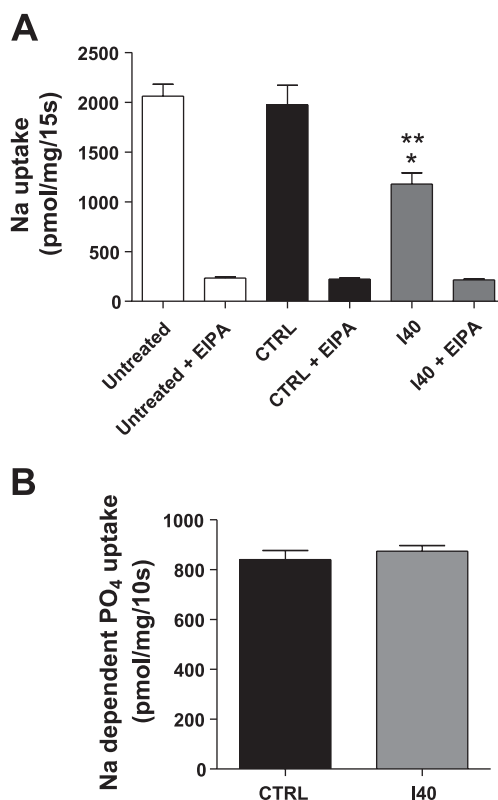 A
Na uptake
(pmol/mg/15s)
2500
2000
1500
1000
500
0
**
*
Untreated
Untreated + EIPA
CTRL
CTRL + EIPA
I40
I40 + EIPA
B
Na dependent PO4 uptake
(pmol/mg/10s)
1000
800
600
400
200
0
CTRL
I40